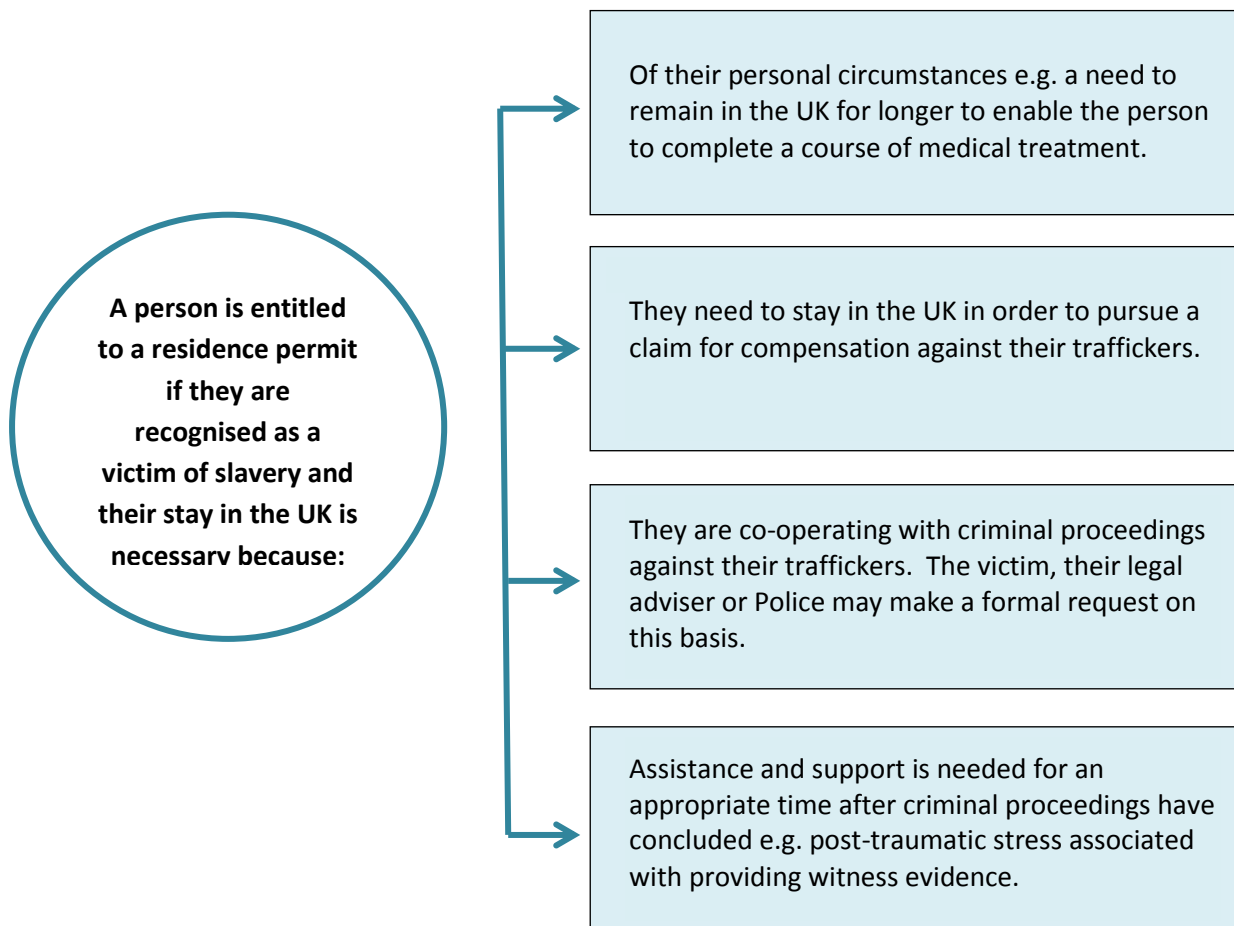 A person is entitled
to a residence permit
if they are
recognised as a
victim of slavery and
their stay in the UK is
necessary because:
Of their personal circumstances e.g. a need to
remain in the UK for longer to enable the person
to complete a course of medical treatment.
They need to stay in the UK in order to pursue a
claim for compensation against their traffickers.
They are co-operating with criminal proceedings
against their traffickers.  The victim, their legal
adviser or Police may make a formal request on
this basis.
Assistance and support is needed for an
appropriate time after criminal proceedings have
concluded e.g. post-traumatic stress associated
with providing witness evidence.